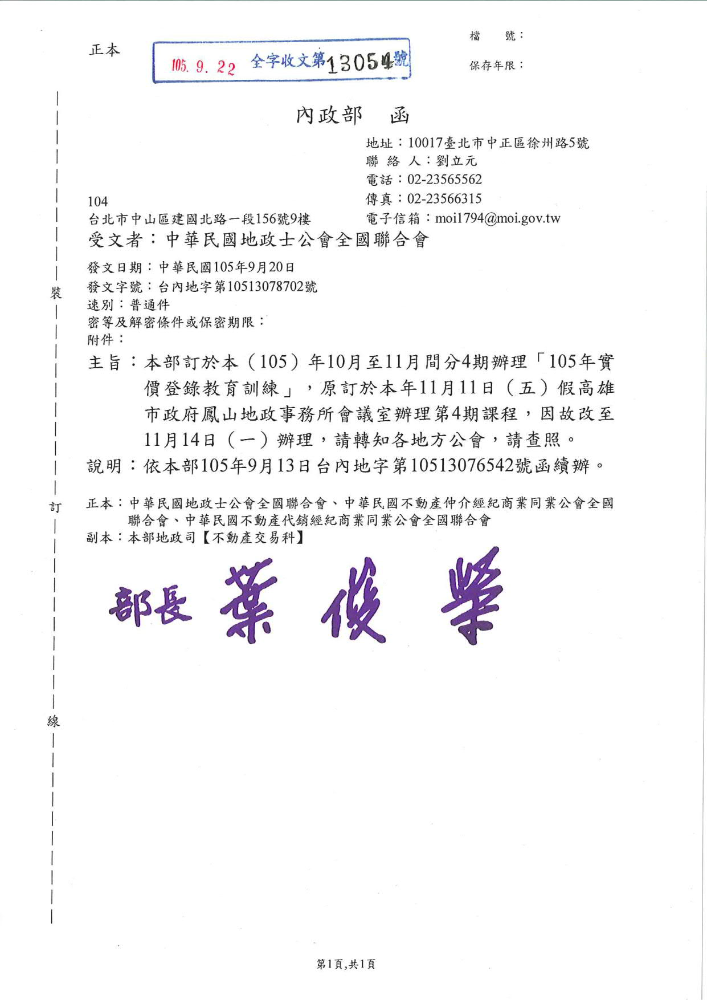 正本
105. 9. 22 全字收文第13054號
檔　　號：
保存年限：
內政部　函
地址：10017臺北市中正區徐州路5號
聯 絡 人：劉立元
電話：02-23565562
傳真：02-23566315
電子信箱：moi1794@moi.gov.tw
104
台北市中山區建國北路一段156號9樓
受文者：中華民國地政士公會全國聯合會
發文日期：中華民國105年9月20日
發文字號：台內地字第10513078702號
速別：普通件
密等及解密條件或保密期限：
附件：
主旨：本部訂於本（105）年10月至11月間分4期辦理「105年實
價登錄教育訓練」，原訂於本年11月11日（五）假高雄
市政府鳳山地政事務所會議室辦理第4期課程，因故改至
11月14日（一）辦理，請轉知各地方公會，請查照。
說明：依本部105年9月13日台內地字第10513076542號函續辦。
正本：中華民國地政士公會全國聯合會、中華民國不動產仲介經紀商業同業公會全國
聯合會、中華民國不動產代銷經紀商業同業公會全國聯合會
副本：本部地政司【不動產交易科】
部長 葉俊榮
裝
訂
線
第1頁,共1頁